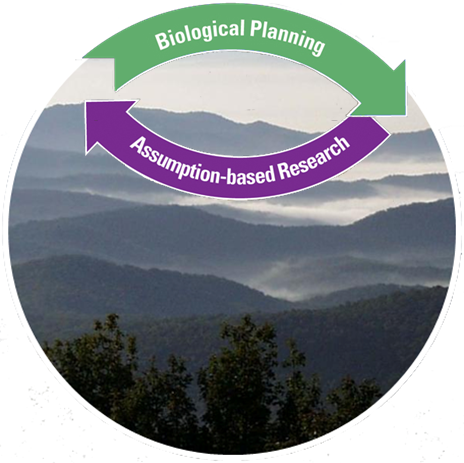 Biological Planning
Assumption-based Research